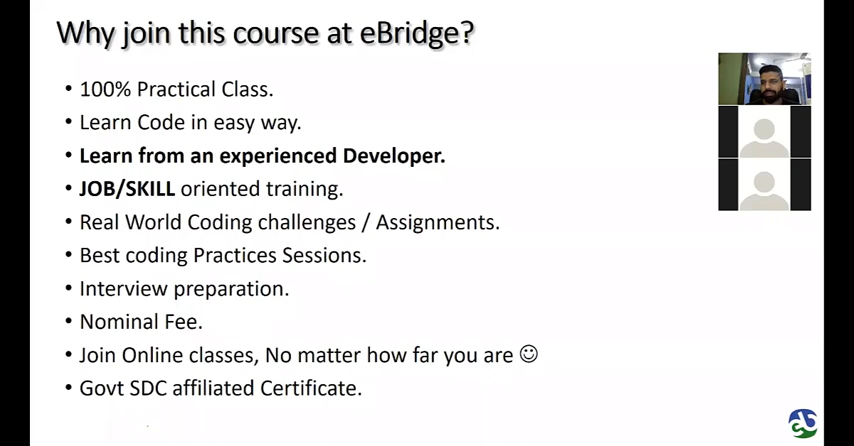 Why join this course at eBridge?
• 100% Practical Class.
• Learn Code in easy way.
• Learn from an experienced Developer.
• JOB/SKILL oriented training.
• Real World Coding challenges / Assignments.
• Best coding Practices Sessions.
• Interview preparation.
• Nominal Fee.
• Join Online classes, No matter how far you are ☺
• Govt SDC affiliated Certificate.